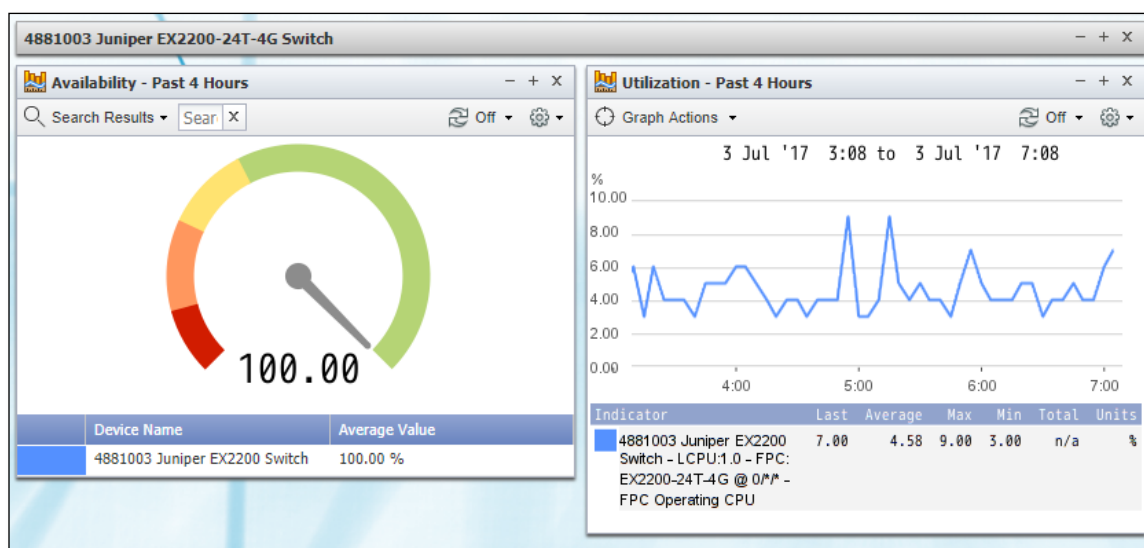 4881003 Juniper EX2200-24T-4G Switch
Availability - Past 4 Hours
Search Results Sear X Off
100.00
Device Name Average Value
4881003 Juniper EX2200 Switch 100.00 %
Utilization - Past 4 Hours
Graph Actions Off
3 Jul '17 3:08 to 3 Jul '17 7:08
%
10.00
8.00
6.00
4.00
2.00
0.00
4:00 5:00 6:00 7:00
Indicator Last Average Max Min Total Units
4881003 Juniper EX2200 7.00 4.58 9.00 3.00 n/a %
Switch - LCPU:1.0 - FPC:
EX2200-24T-4G @ 0/*/* -
FPC Operating CPU